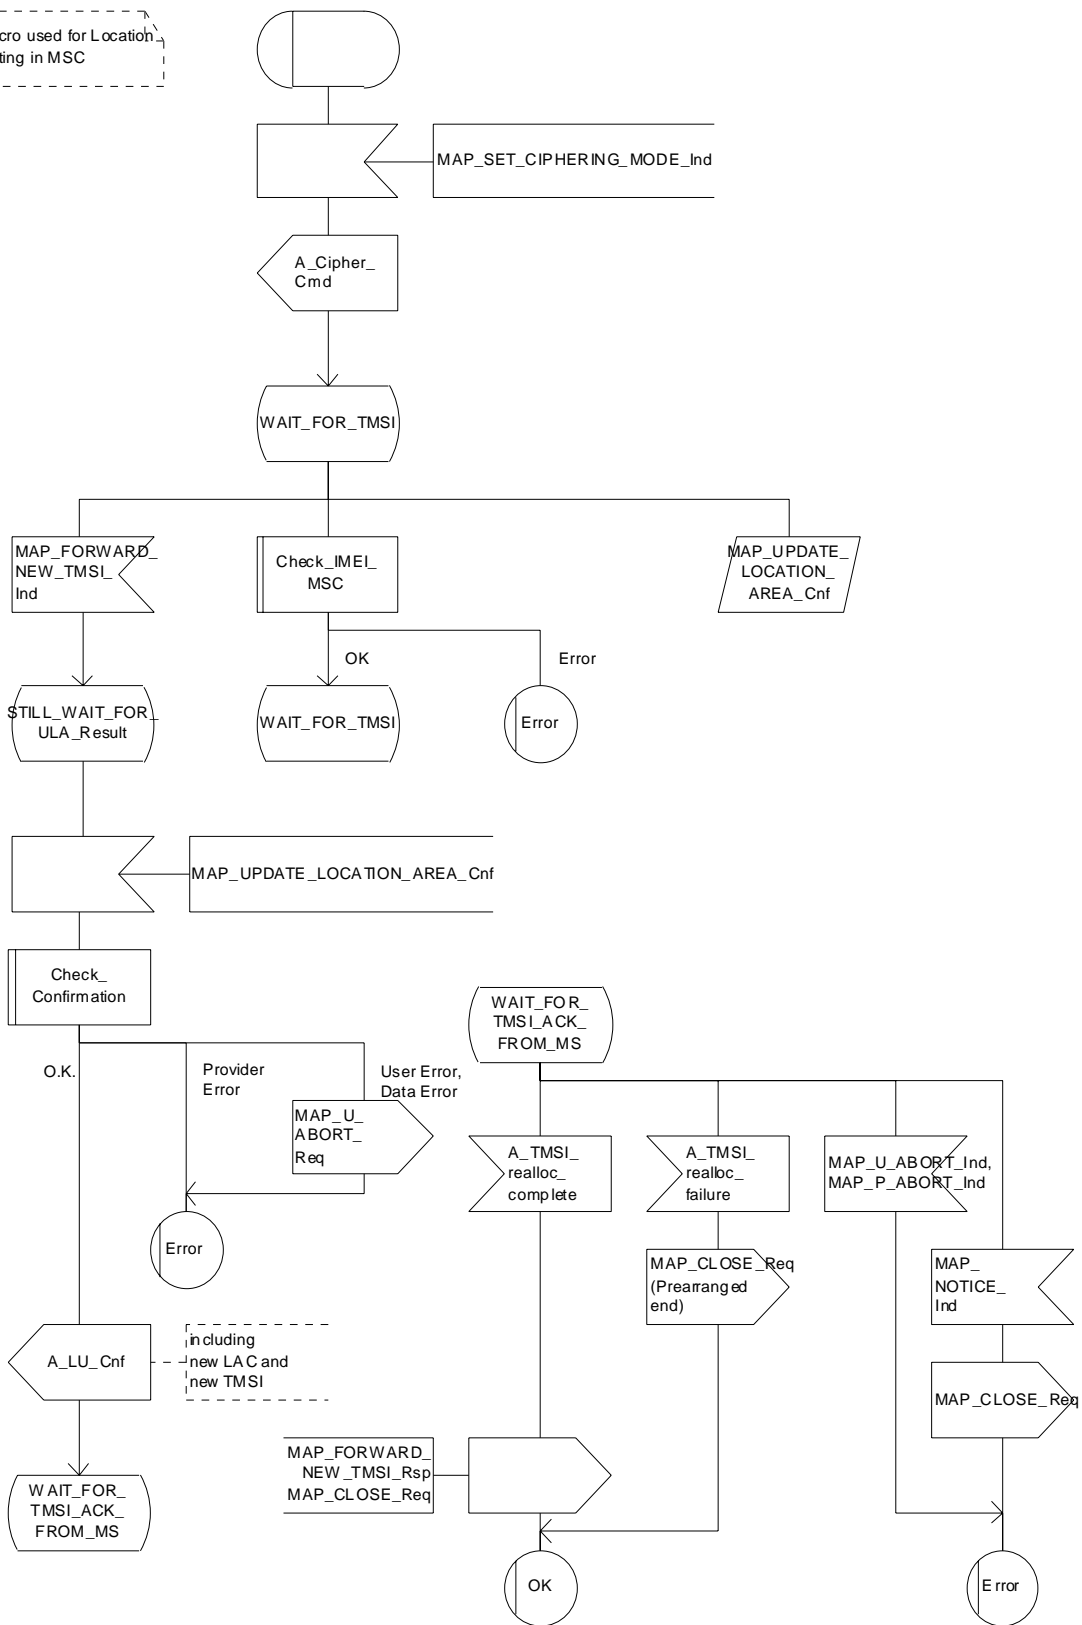 cro used for Location
ting in MSC
MAP_SET_CIPHERING_MODE_Ind
A_Cipher_
Cmd
WAIT_FOR_TMSI
MAP_FORWARD_
NEW_TMSI_
Ind
Check_IMEI_
MSC
MAP_UPDATE_
LOCATION_
AREA_Cnf
OK
Error
STILL_WAIT_FOR_
ULA_Result
WAIT_FOR_TMSI
Error
MAP_UPDATE_LOCATION_AREA_Cnf
Check_
Confirmation
O.K.
Provider
Error
User Error,
Data Error
MAP_U_
ABORT_
Req
Error
A_LU_Cnf
including
new LAC and
new TMSI
WAIT_FOR_
TMSI_ACK_
FROM_MS
WAIT_FOR_
TMSI_ACK_
FROM_MS
A_TMSI_
realloc_
complete
A_TMSI_
realloc_
failure
MAP_U_ABORT_Ind,
MAP_P_ABORT_Ind
MAP_CLOSE_Req
(Prearranged
end)
MAP_
NOTICE_
Ind
MAP_CLOSE_Req
MAP_FORWARD_
NEW_TMSI_Rsp
MAP_CLOSE_Req
OK
Error